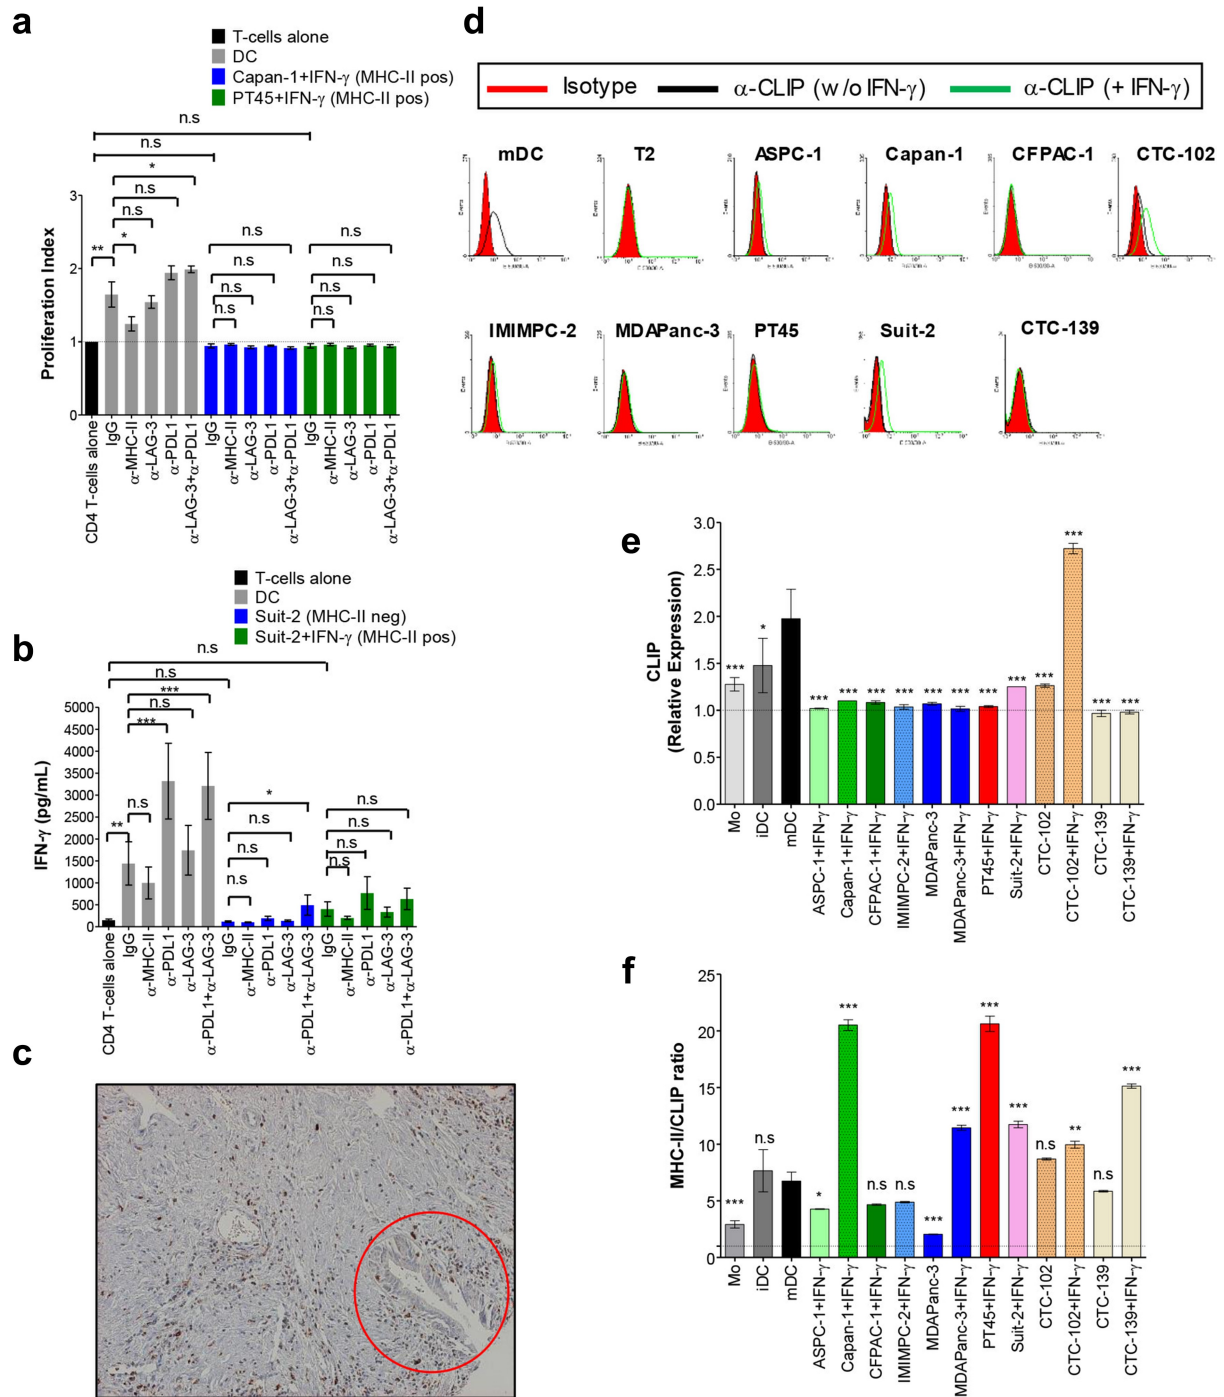 a
T-cells alone
DC
Capan-1+IFN-γ (MHC-II pos)
PT45+IFN-γ (MHC-II pos)
n.s
n.s
*
n.s
n.s
**
*
n.s
n.s
n.s
n.s
n.s
n.s
Proliferation Index
3
2
1
0
CD4 T-cells alone
IgG
α-MHC-II
α-LAG-3
α-PDL1
α-LAG-3+α-PDL1
IgG
α-MHC-II
α-LAG-3
α-PDL1
α-LAG-3+α-PDL1
IgG
α-MHC-II
α-LAG-3
α-PDL1
α-LAG-3+α-PDL1
b
T-cells alone
DC
Suit-2 (MHC-II neg)
Suit-2+IFN-γ (MHC-II pos)
n.s
n.s
***
n.s
***
n.s
**
*
n.s
n.s
n.s
n.s
n.s
n.s
n.s
IFN-γ (pg/mL)
5000
4500
4000
3500
3000
2500
2000
1500
1000
500
0
CD4 T-cells alone
IgG
α-MHC-II
α-PDL1
α-LAG-3
α-PDL1+α-LAG-3
IgG
α-MHC-II
α-PDL1
α-LAG-3
α-PDL1+α-LAG-3
IgG
α-MHC-II
α-PDL1
α-LAG-3
α-PDL1+α-LAG-3
c
d
Isotype
α-CLIP (w/o IFN-γ)
α-CLIP (+ IFN-γ)
mDC
T2
ASPC-1
Capan-1
CFPAC-1
CTC-102
IMIMPC-2
MDAPanc-3
PT45
Suit-2
CTC-139
e
CLIP
(Relative Expression)
3.0
2.5
2.0
1.5
1.0
0.5
0.0
***
*
***
***
***
***
***
***
***
***
***
***
***
***
Mo
iDC
mDC
ASPC-1+IFN-γ
Capan-1+IFN-γ
CFPAC-1+IFN-γ
IMIMPC-2+IFN-γ
MDAPanc-3
MDAPanc-3+IFN-γ
PT45+IFN-γ
Suit-2+IFN-γ
CTC-102
CTC-102+IFN-γ
CTC-139
CTC-139+IFN-γ
f
MHC-II/CLIP ratio
25
20
15
10
5
0
***
n.s
*
***
n.s
n.s
***
***
***
***
n.s
**
n.s
***
Mo
iDC
mDC
ASPC-1+IFN-γ
Capan-1+IFN-γ
CFPAC-1+IFN-γ
IMIMPC-2+IFN-γ
MDAPanc-3
MDAPanc-3+IFN-γ
PT45+IFN-γ
Suit-2+IFN-γ
CTC-102
CTC-102+IFN-γ
CTC-139
CTC-139+IFN-γ